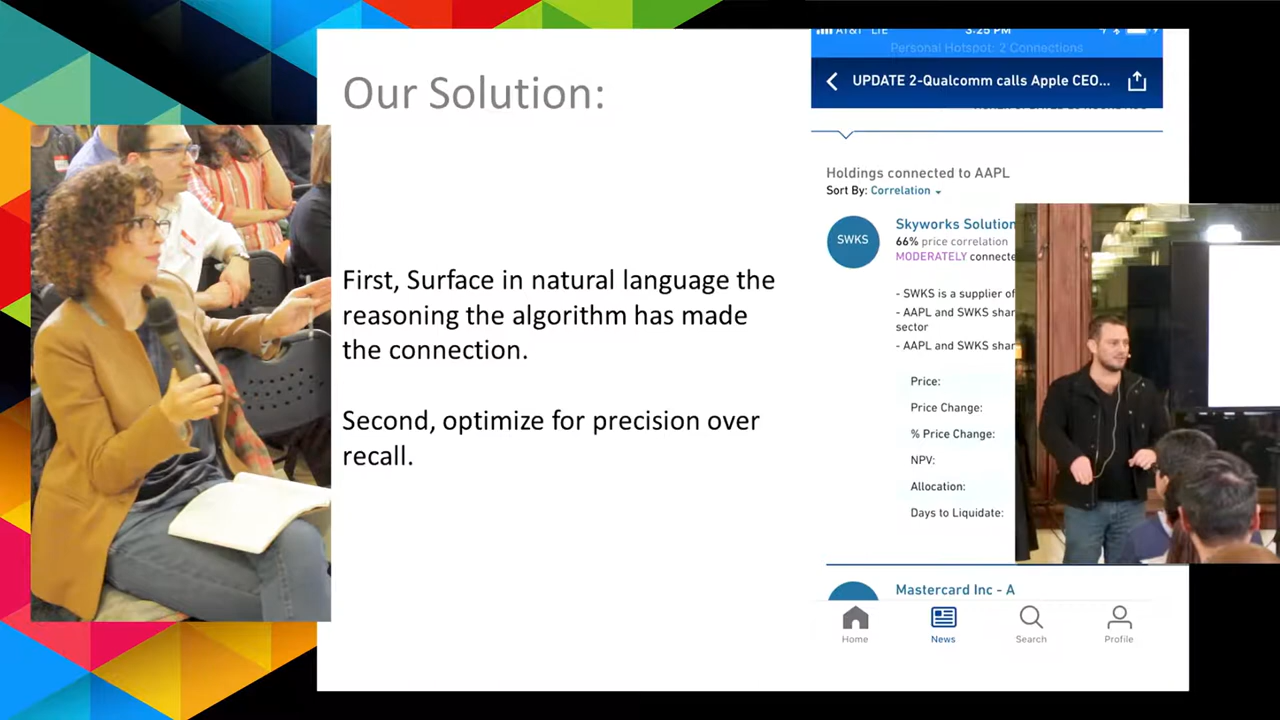 Our Solution:
First, Surface in natural language the
reasoning the algorithm has made
the connection.
Second, optimize for precision over
recall.
AT&T LTE
3:25 PM
Personal Hotspot: 2 Connections
UPDATE 2-Qualcomm calls Apple CEO...
Holdings connected to AAPL
Sort By: Correlation
SWKS
Skyworks Solution
66% price correlation
MODERATELY connecte
- SWKS is a supplier of
- AAPL and SWKS shar
sector
- AAPL and SWKS shar
Price:
Price Change:
% Price Change:
NPV:
Allocation:
Days to Liquidate:
Mastercard Inc - A
Home
News
Search
Profile